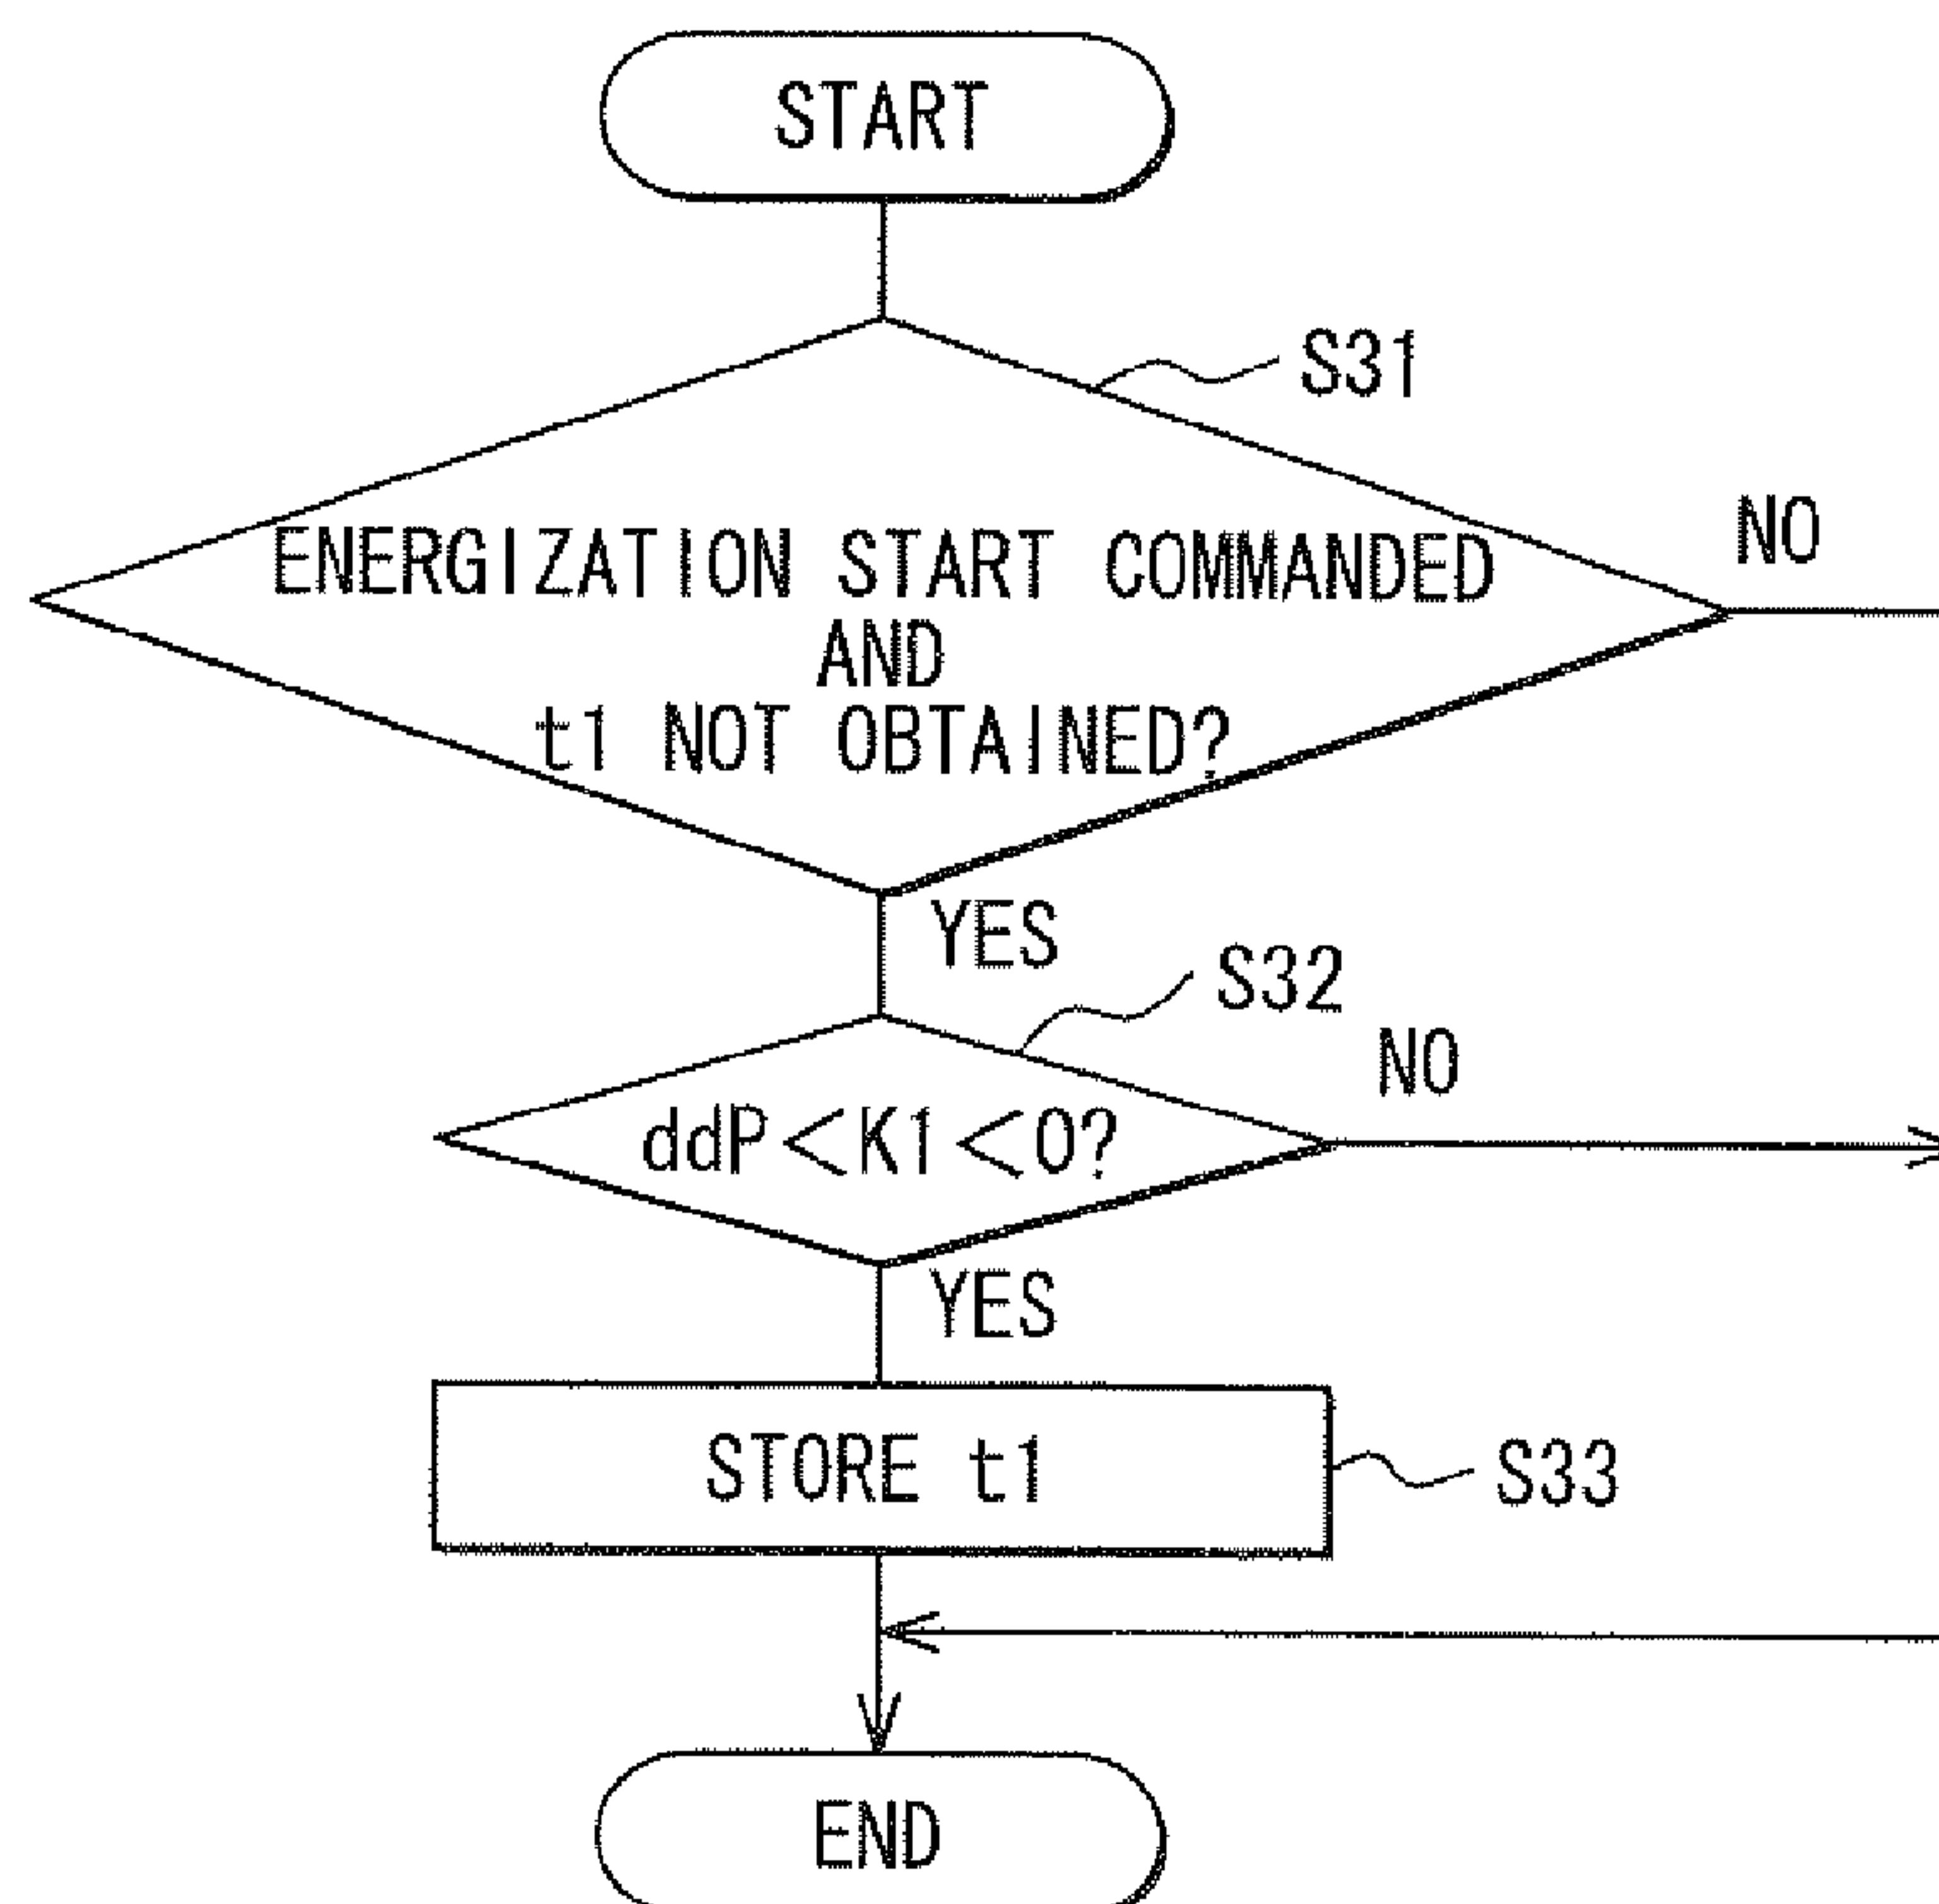 START
S31
ENERGIZATION START COMMANDED
AND
t1 NOT OBTAINED?
NO
YES
S32
NO
ddP<K1<0?
YES
STORE t1
S33
END